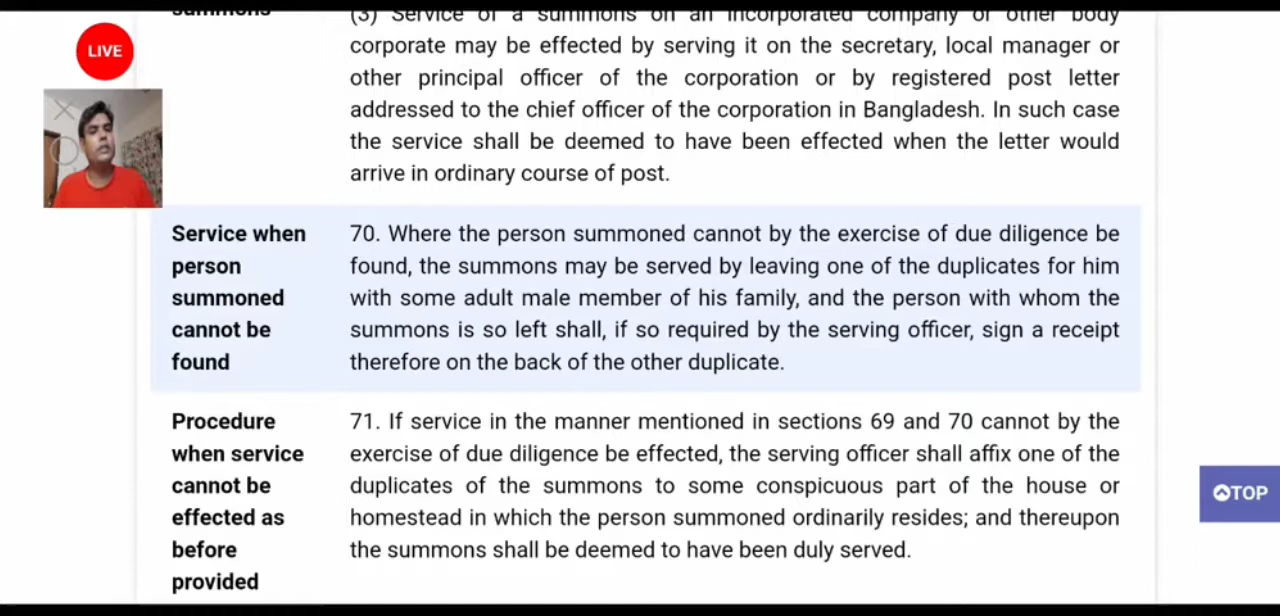 LIVE
summons
(3) Service of a summons on an incorporated company or other body
corporate may be effected by serving it on the secretary, local manager or
other principal officer of the corporation or by registered post letter
addressed to the chief officer of the corporation in Bangladesh. In such case
the service shall be deemed to have been effected when the letter would
arrive in ordinary course of post.
Service when
person
summoned
cannot be
found
70. Where the person summoned cannot by the exercise of due diligence be
found, the summons may be served by leaving one of the duplicates for him
with some adult male member of his family, and the person with whom the
summons is so left shall, if so required by the serving officer, sign a receipt
therefore on the back of the other duplicate.
Procedure
when service
cannot be
effected as
before
provided
71. If service in the manner mentioned in sections 69 and 70 cannot by the
exercise of due diligence be effected, the serving officer shall affix one of the
duplicates of the summons to some conspicuous part of the house or
homestead in which the person summoned ordinarily resides; and thereupon
the summons shall be deemed to have been duly served.
TOP